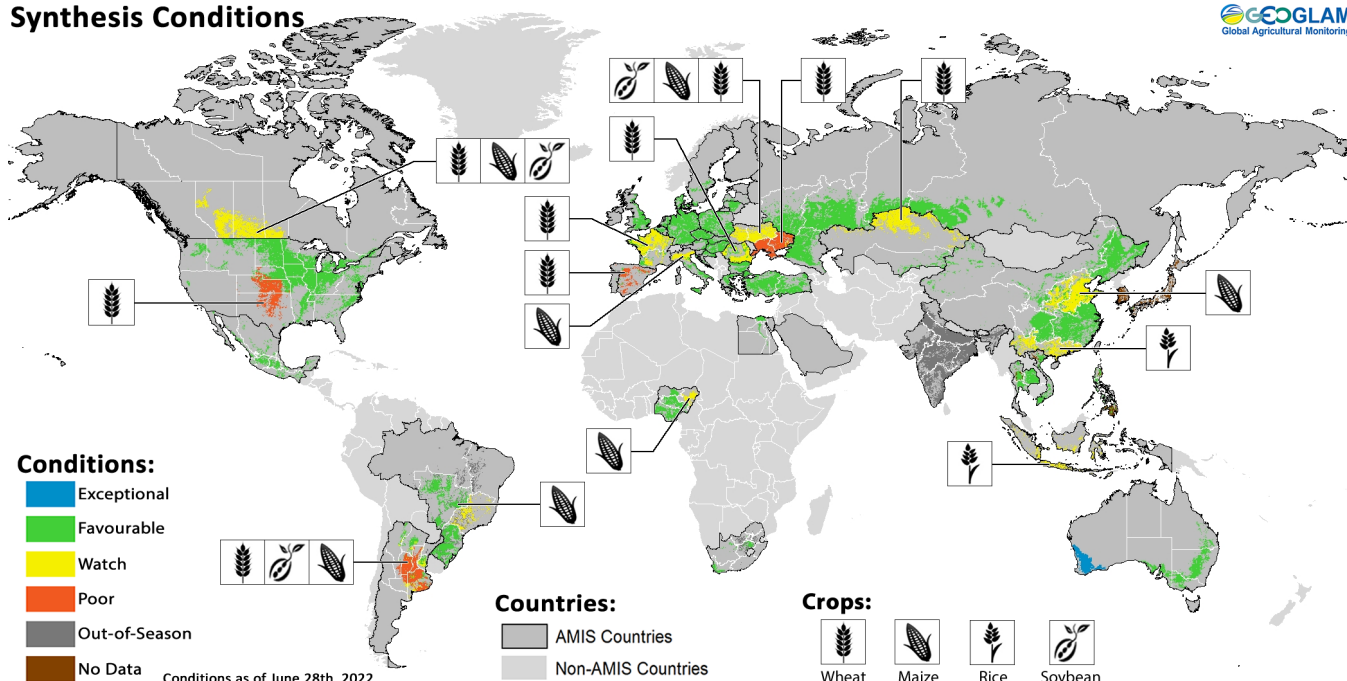 Synthesis Conditions
GEOGLAM
Global Agricultural Monitoring
Conditions:
Exceptional
Favourable
Watch
Poor
Out-of-Season
No Data
Conditions as of June 28th, 2022
Countries:
AMIS Countries
Non-AMIS Countries
Crops:
Wheat Maize Rice Soybean